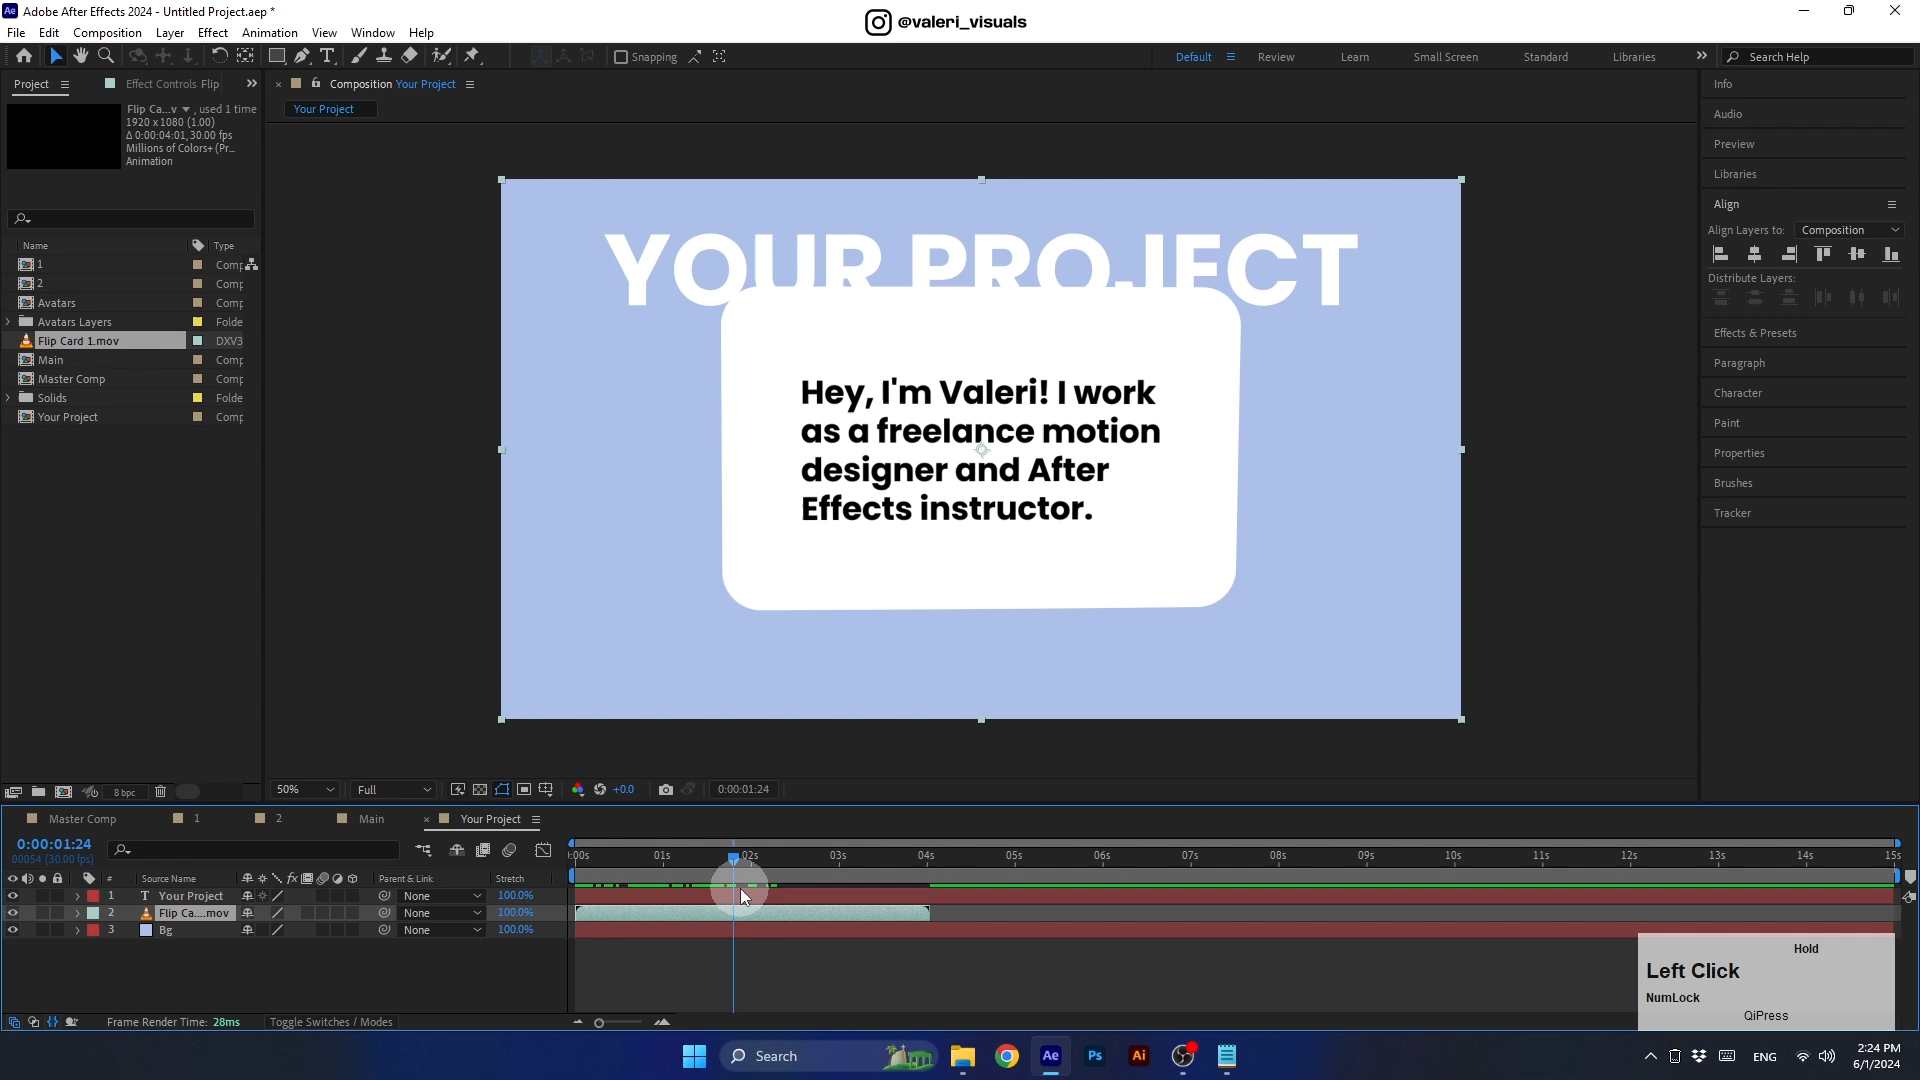 Adobe After Effects 2024 - Untitled Project.aep *
@valeri_visuals
File Edit Composition Layer Effect Animation View Window Help
Snapping
Default Review Learn Small Screen Standard Libraries
Search Help
Project Effect Controls Flip
Composition Your Project
Your Project
Flip Ca...v , used 1 time
1920 x 1080 (1.00)
Δ 0:00:04:01, 30.00 fps
Millions of Colors+ (Pr...
Animation
Name Type
1 Comp
2 Comp
Avatars Comp
Avatars Layers Folde
Flip Card 1.mov DXV3
Main Comp
Master Comp Comp
Solids Folde
Your Project Comp
8 bpc
YOUR PROJECT
Hey, I'm Valeri! I work
as a freelance motion
designer and After
Effects instructor.
50% Full +0.0 0:00:01:24
Info
Audio
Preview
Libraries
Align
Align Layers to: Composition
Distribute Layers:
Effects & Presets
Paragraph
Character
Paint
Properties
Brushes
Tracker
Master Comp 1 2 Main Your Project
0:00:01:24
00054 (30.00 fps)
:00s 01s 02s 03s 04s 05s 06s 07s 08s 09s 10s 11s 12s 13s 14s 15s
# Source Name fx Parent & Link Stretch
1 T Your Project None 100.0%
2 Flip Ca....mov None 100.0%
3 Bg None 100.0%
Frame Render Time: 28ms Toggle Switches / Modes
Hold
Left Click
NumLock
QiPress
Search
Ae Ps Ai
ENG
2:24 PM
6/1/2024